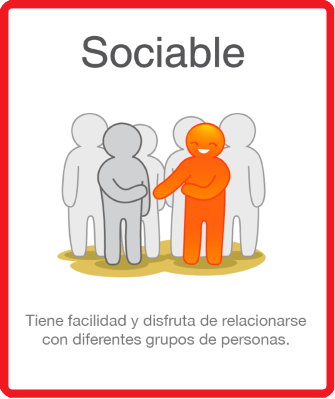 Sociable
Tiene facilidad y disfruta de relacionarse
con diferentes grupos de personas.